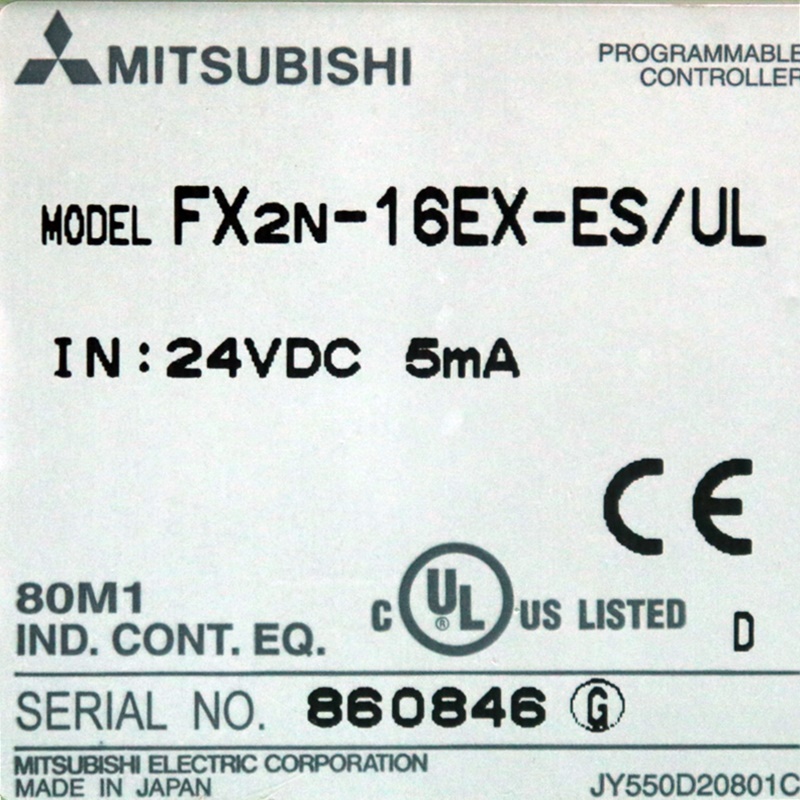 MITSUBISHI
PROGRAMMABLE
CONTROLLER
MODEL FX2N-16EX-ES/UL
IN:24VDC 5mA
CE
80M1
IND. CONT. EQ.
C UL® US LISTED
D
SERIAL NO. 860846 G
MITSUBISHI ELECTRIC CORPORATION
MADE IN JAPAN
JY550D20801C